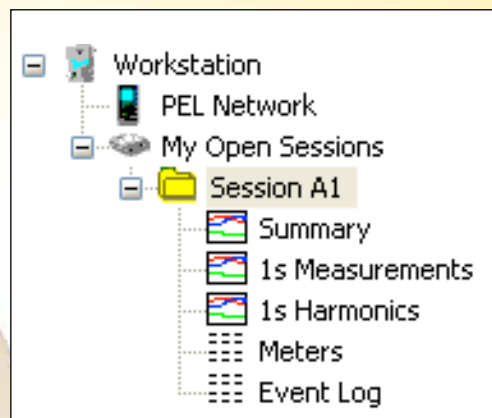 Workstation
PEL Network
My Open Sessions
Session A1
Summary
1s Measurements
1s Harmonics
Meters
Event Log